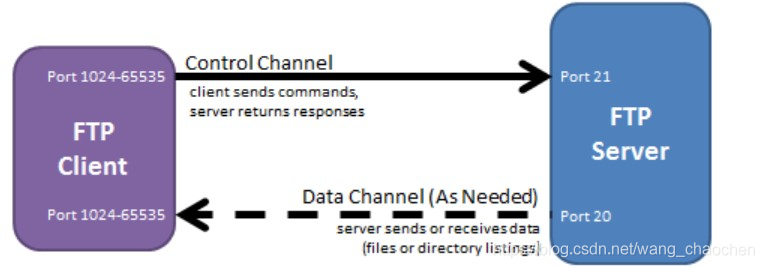 Control Channel
Port 1024-65535
Port 21
client sends commands,
server returns responses
FTP
Client
FTP
Server
Data Channel (As Needed)
Port 1024-65535
Port 20
server sends or receives data
(files or directory listings)
https://blog.csdn.net/wang_chaochen